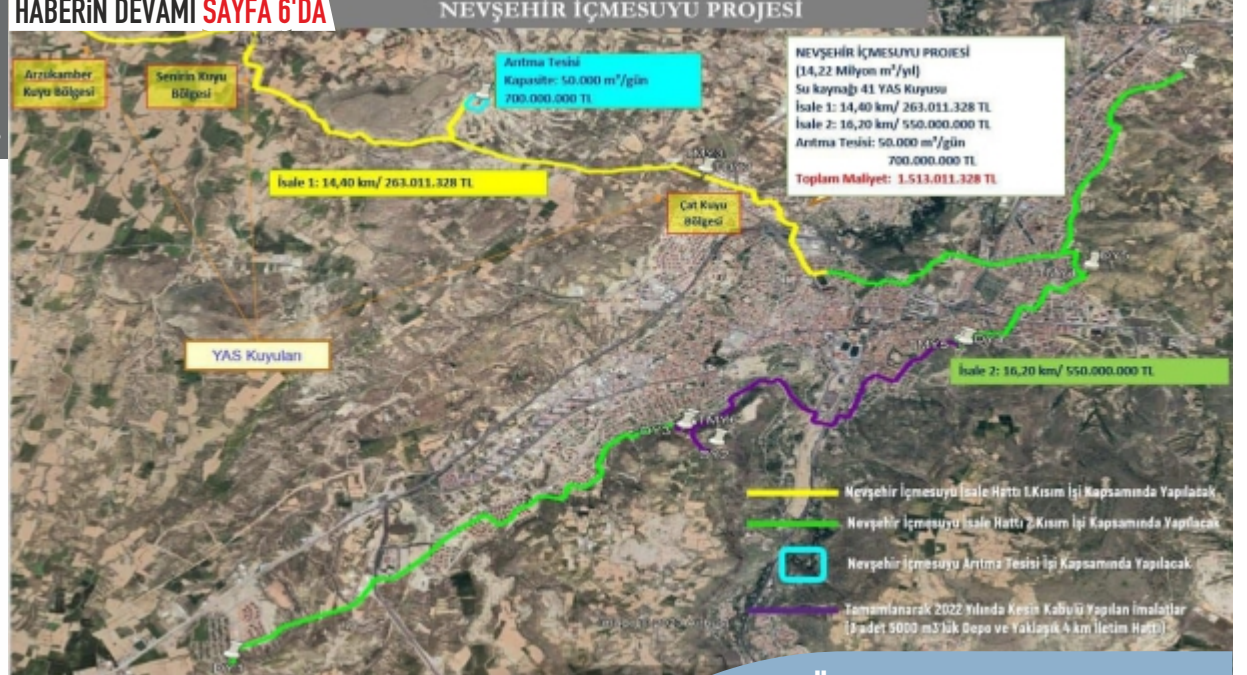 HABERİN DEVAMI SAYFA 6'DA
NEVŞEHİR İÇMESUYU PROJESİ
Arzukamber
Kuyu Bölgesi
Senirin Kuyu
Bölgesi
Arıtma Tesisi
Kapasite: 50.000 m³/gün
700.000.000 TL
NEVŞEHİR İÇMESUYU PROJESİ
(14,22 Milyon m³/yıl)
Su kaynağı 41 YAS Kuyusu
İsale 1: 14,40 km/ 263.011.328 TL
İsale 2: 16,20 km/ 550.000.000 TL
Arıtma Tesisi: 50.000 m³/gün
700.000.000 TL
Toplam Maliyet: 1.513.011.328 TL
İsale 1: 14,40 km/ 263.011.328 TL
Çat Kuyu
Bölgesi
YAS Kuyuları
İsale 2: 16,20 km/ 550.000.000 TL
DY3
Nevşehir İçmesuyu İsale Hattı 1.Kısım İşi Kapsamında Yapılacak
Nevşehir İçmesuyu İsale Hattı 2.Kısım İşi Kapsamında Yapılacak
Nevşehir İçmesuyu Arıtma Tesisi İşi Kapsamında Yapılacak
Tamamlanarak 2022 Yılında Kesin Kabulü Yapılan İmalatlar
(3 adet 5000 m3'lük Depo ve Yaklaşık 4 km İletim Hattı)